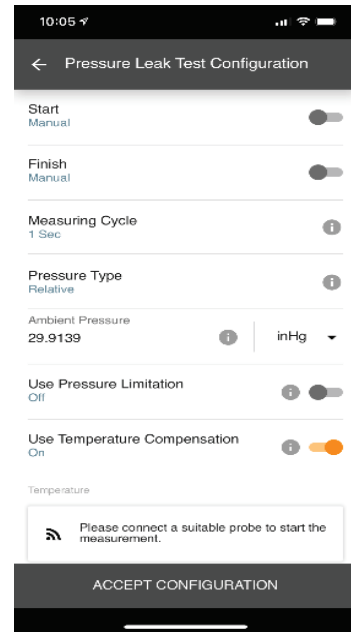 10:05
Pressure Leak Test Configuration
Start
Manual
Finish
Manual
Measuring Cycle
1 Sec
Pressure Type
Relative
Ambient Pressure
29.9139
inHg
Use Pressure Limitation
Off
Use Temperature Compensation
On
Temperature
Please connect a suitable probe to start the
measurement.
ACCEPT CONFIGURATION